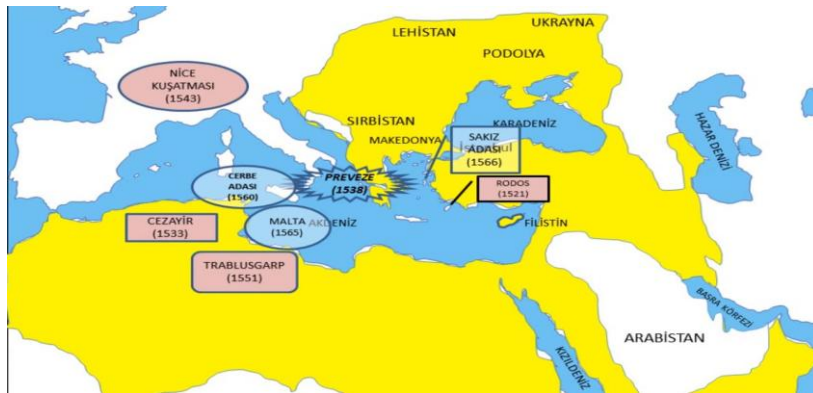 UKRAYNA
LEHİSTAN
PODOLYA
NİCE
KUŞATMASI
(1543)
SIRBİSTAN
KARADENİZ
MAKEDONYA
SAKIZ
ADASI
(1566)
İstanbul
HAZAR DENİZİ
CERBE
ADASI
(1560)
PREVEZE
(1538)
RODOS
(1521)
CEZAYİR
(1533)
MALTA
(1565)
AKDENİZ
FİLİSTİN
TRABLUSGARP
(1551)
BASRA KÖRFEZİ
ARABİSTAN
KIZILDENİZ